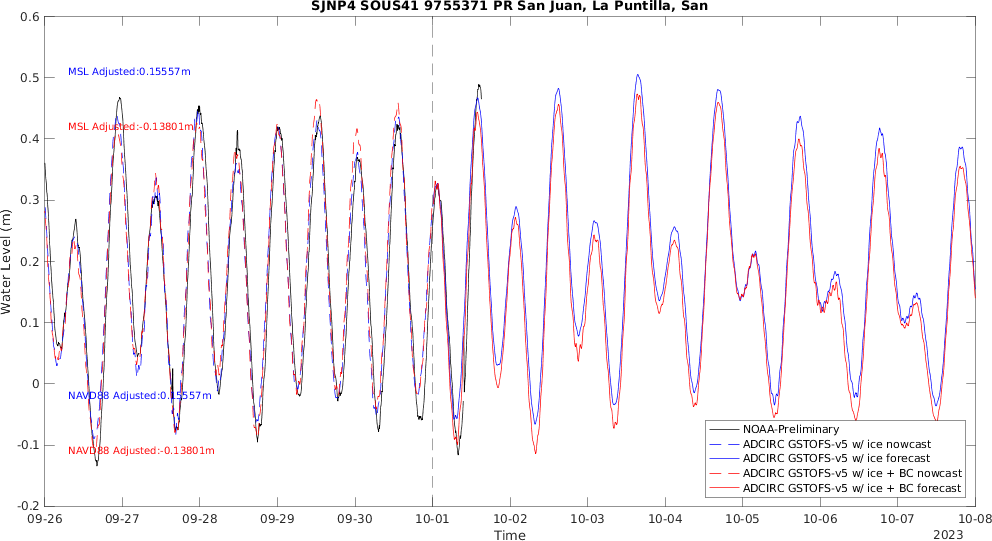 SJNP4 SOUS41 9755371 PR San Juan, La Puntilla, San
Water Level (m)
0.6
0.5
0.4
0.3
0.2
0.1
0
-0.1
-0.2
MSL Adjusted:0.15557m
MSL Adjusted:-0.13801m
NAVD88 Adjusted:0.15557m
NAVD88 Adjusted:-0.13801m
NOAA-Preliminary
ADCIRC GSTOFS-v5 w/ ice nowcast
ADCIRC GSTOFS-v5 w/ ice forecast
ADCIRC GSTOFS-v5 w/ ice + BC nowcast
ADCIRC GSTOFS-v5 w/ ice + BC forecast
09-26 09-27 09-28 09-29 09-30 10-01 10-02 10-03 10-04 10-05 10-06 10-07 10-08
Time
2023